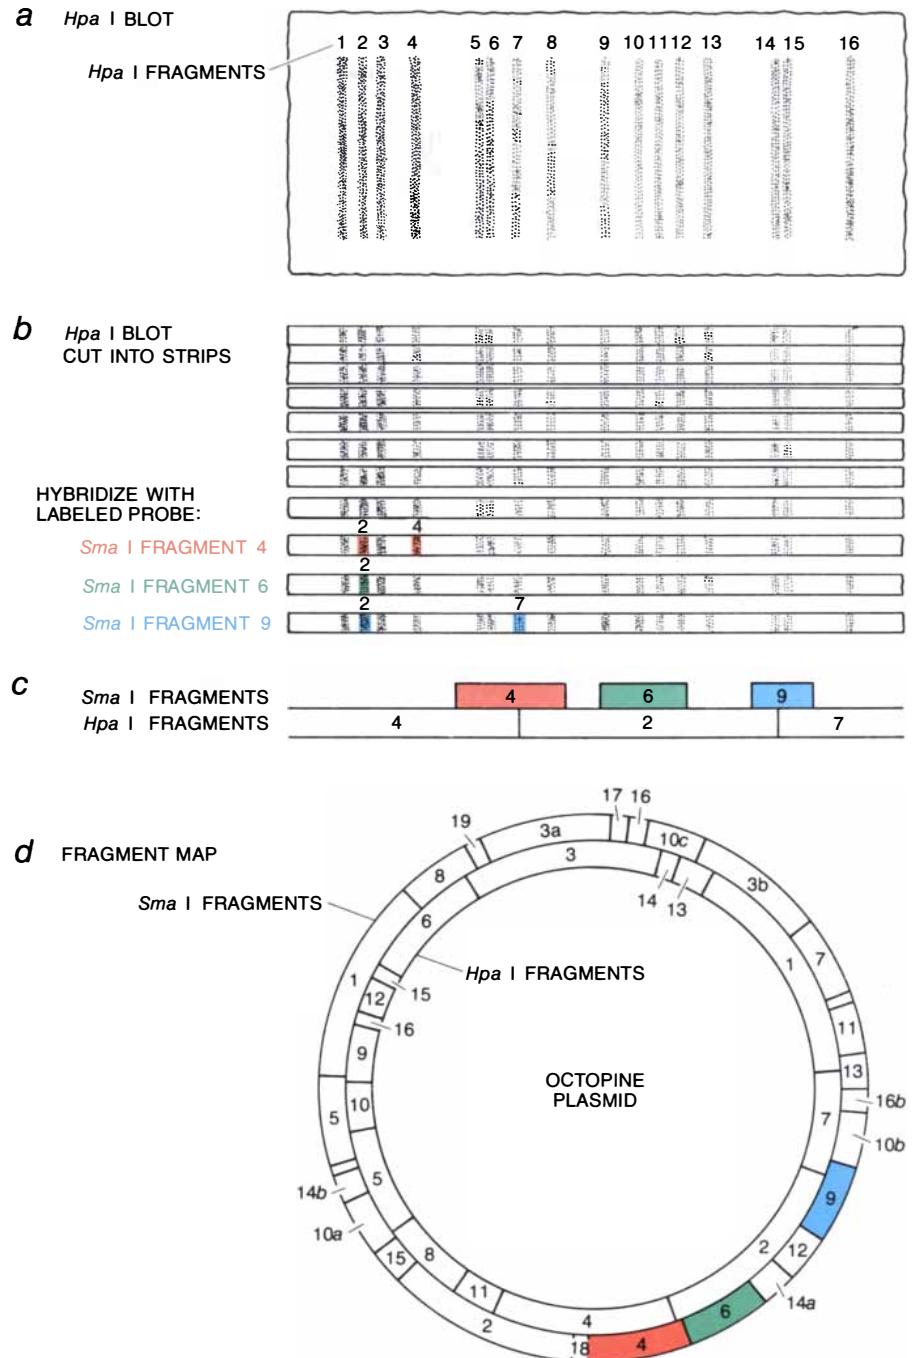 a Hpa I BLOT
Hpa I FRAGMENTS
1 2 3 4 5 6 7 8 9 10 11 12 13 14 15 16
b Hpa I BLOT
CUT INTO STRIPS
HYBRIDIZE WITH
LABELED PROBE:
2 4
Sma I FRAGMENT 4
2
Sma I FRAGMENT 6
2 7
Sma I FRAGMENT 9
c
Sma I FRAGMENTS 4 6 9
Hpa I FRAGMENTS 4 2 7
d FRAGMENT MAP
Sma I FRAGMENTS
Hpa I FRAGMENTS
OCTOPINE
PLASMID
19 3a 17 16 10c 3b 7 11 13 16b 10b 9 12 14a 6 4 18 2 15 10a 14b 5 1 8
3 14 13 1 7 2 4 11 8 5 10 9 16 12 15 6